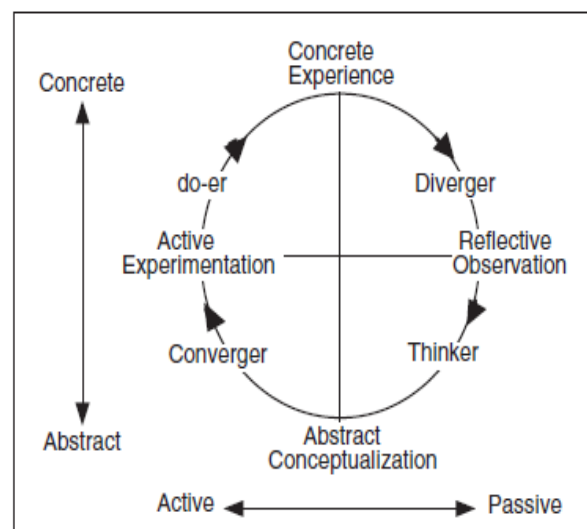 Concrete
Experience
Concrete
do-er
Diverger
Active
Experimentation
Reflective
Observation
Converger
Thinker
Abstract
Abstract
Conceptualization
Active
Passive